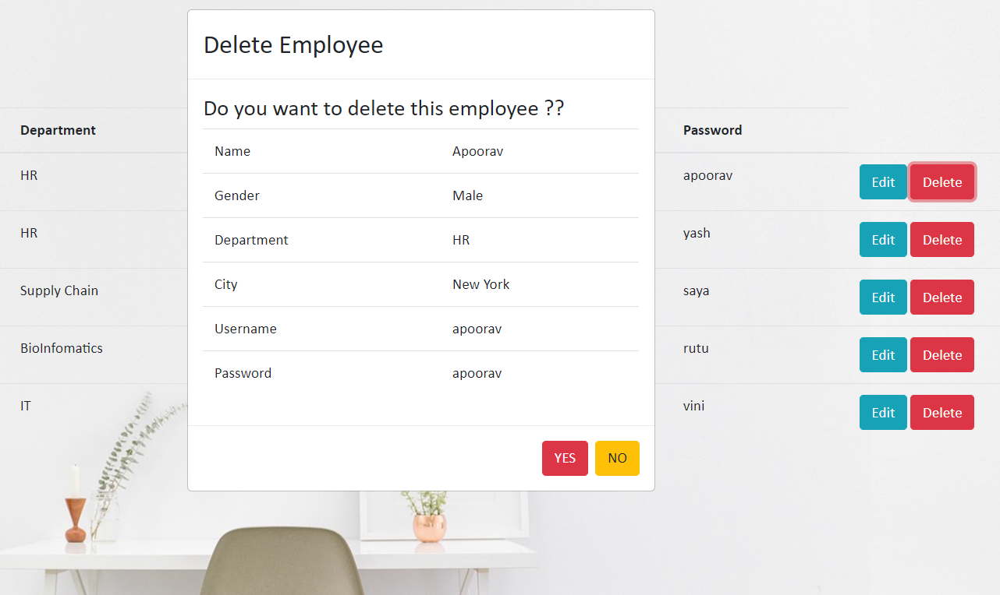 Delete Employee
Do you want to delete this employee ??
Name Apoorav
Gender Male
Department HR
City New York
Username apoorav
Password apoorav
YES NO
Department Password
HR apoorav Edit Delete
HR yash Edit Delete
Supply Chain saya Edit Delete
BioInfomatics rutu Edit Delete
IT vini Edit Delete